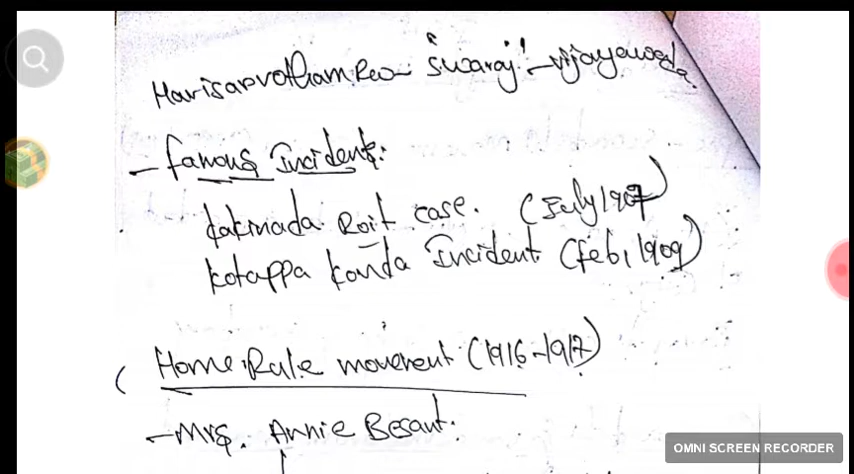 Harisarvotham Rao 'Swaraj' - vijayawada.
- famous Incidents:
kakinada Roit case. (July 1907)
kotappa konda Incident (feb, 1909)
Home Rule movement (1916-1917)
- Mrs. Annie Besant.
OMNI SCREEN RECORDER